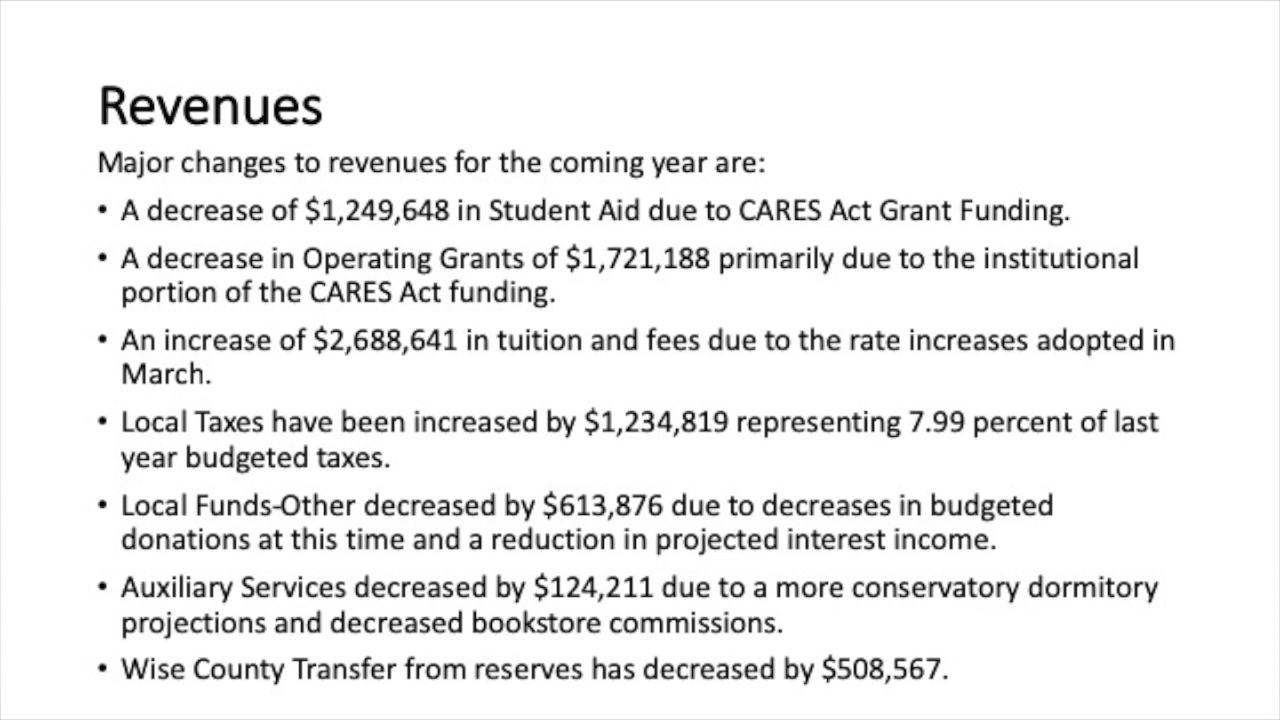 Revenues
Major changes to revenues for the coming year are:
• A decrease of $1,249,648 in Student Aid due to CARES Act Grant Funding.
• A decrease in Operating Grants of $1,721,188 primarily due to the institutional
portion of the CARES Act funding.
• An increase of $2,688,641 in tuition and fees due to the rate increases adopted in
March.
• Local Taxes have been increased by $1,234,819 representing 7.99 percent of last
year budgeted taxes.
• Local Funds-Other decreased by $613,876 due to decreases in budgeted
donations at this time and a reduction in projected interest income.
• Auxiliary Services decreased by $124,211 due to a more conservatory dormitory
projections and decreased bookstore commissions.
• Wise County Transfer from reserves has decreased by $508,567.